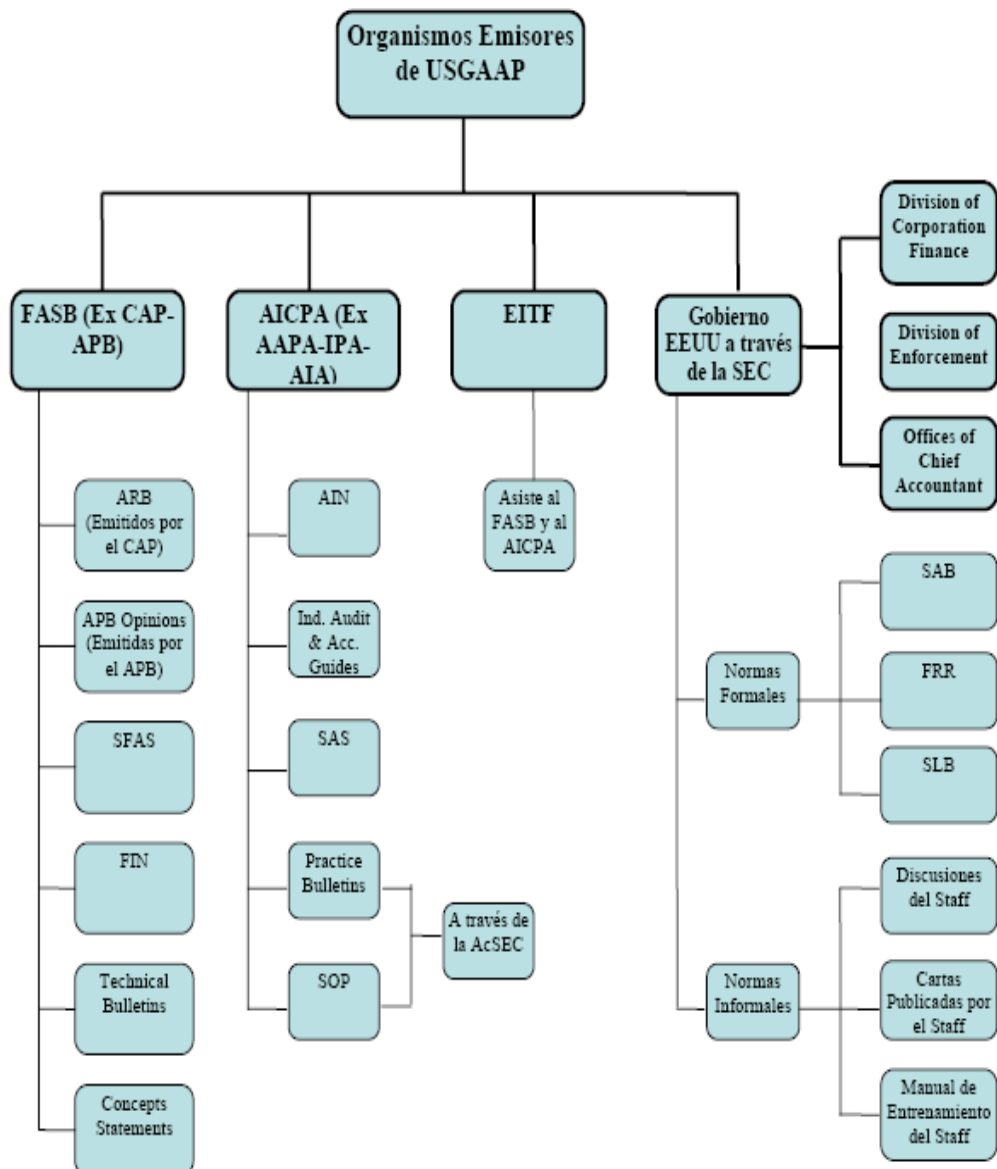 Organismos Emisores
de USGAAP
FASB (Ex CAP-
APB)
AICPA (Ex
AAPA-IPA-
AIA)
EITF
Gobierno
EEUU a través
de la SEC
Division of
Corporation
Finance
Division of
Enforcement
Offices of
Chief
Accountant
ARB
(Emitidos por
el CAP)
APB Opinions
(Emitidas por
el APB)
SFAS
FIN
Technical
Bulletins
Concepts
Statements
AIN
Ind. Audit
& Acc.
Guides
SAS
Practice
Bulletins
SOP
A través de
la AcSEC
Asiste al
FASB y al
AICPA
Normas
Formales
SAB
FRR
SLB
Normas
Informales
Discusiones
del Staff
Cartas
Publicadas por
el Staff
Manual de
Entrenamiento
del Staff